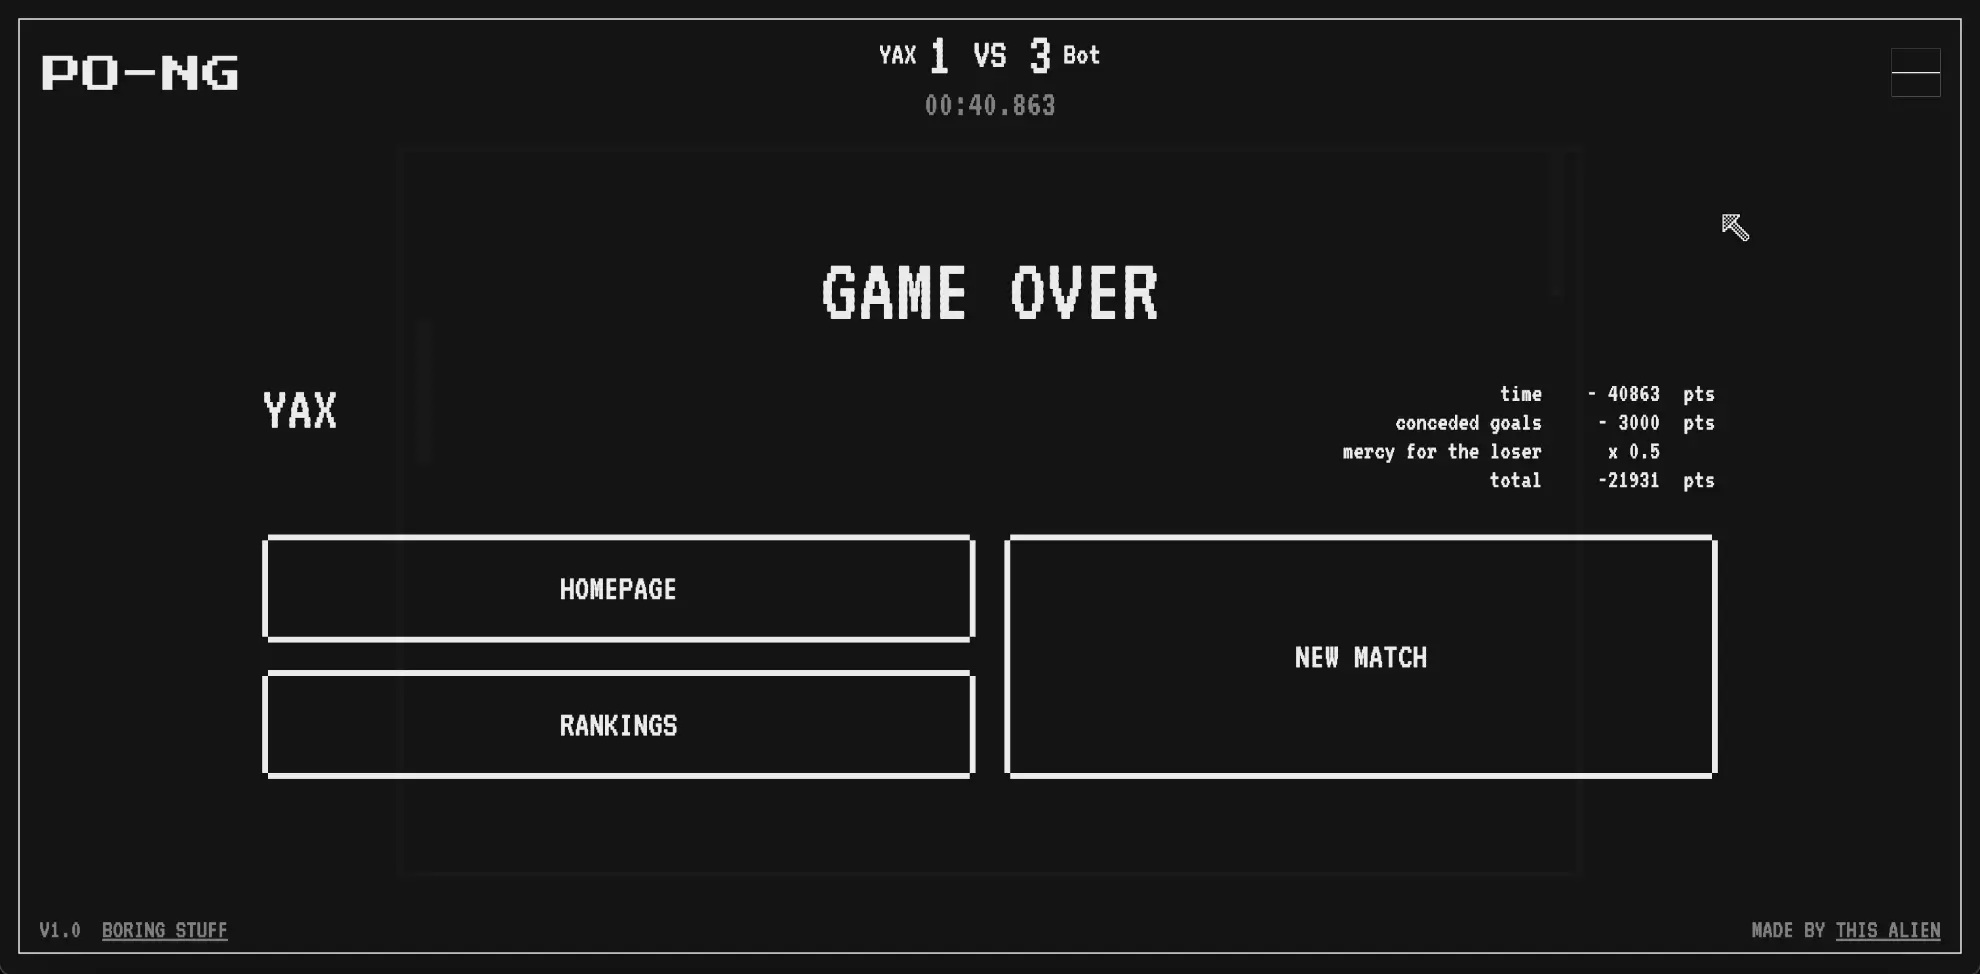 PO-NG
YAX 1 VS 3 Bot
00:40.863
GAME OVER
YAX
time - 40863 pts
conceded goals - 3000 pts
mercy for the loser x 0.5
total -21931 pts
HOMEPAGE
NEW MATCH
RANKINGS
V1.0 BORING STUFF
MADE BY THIS ALIEN